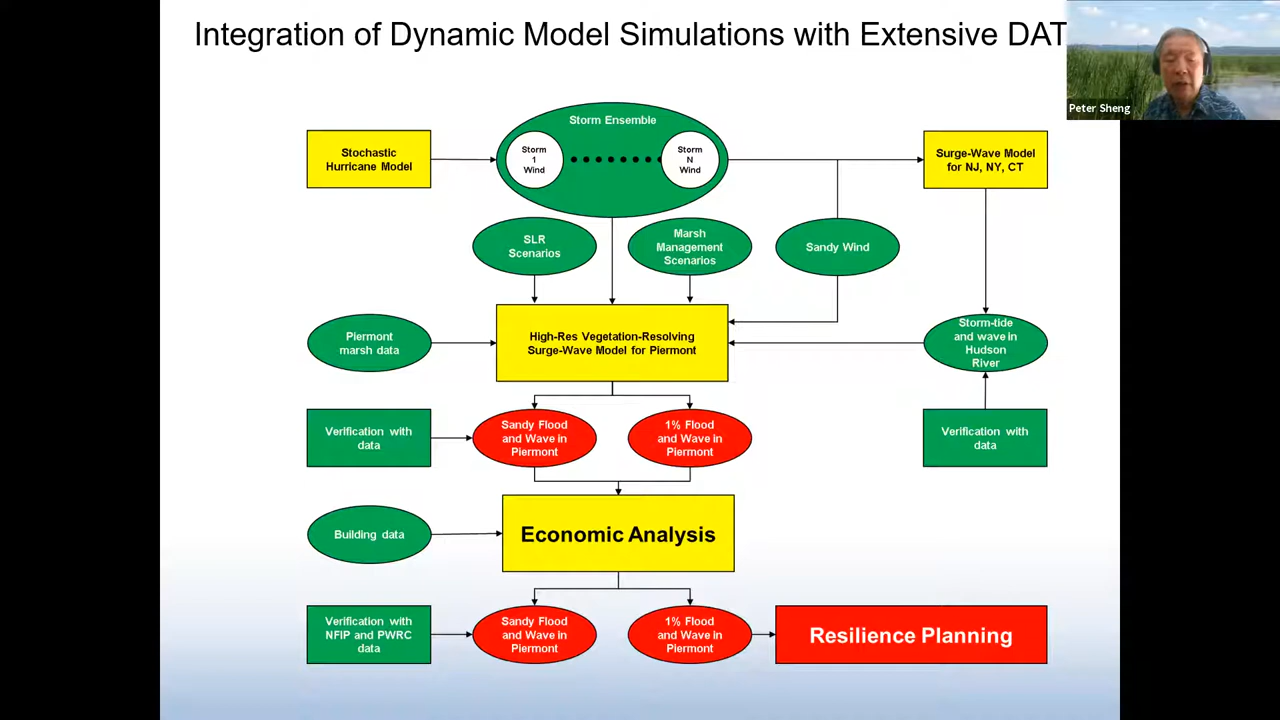 Integration of Dynamic Model Simulations with Extensive DAT
Peter Sheng
Storm Ensemble
Stochastic
Hurricane Model
Storm
1
Wind
Storm
N
Wind
Surge-Wave Model
for NJ, NY, CT
SLR
Scenarios
Marsh
Management
Scenarios
Sandy Wind
Piermont
marsh data
High-Res Vegetation-Resolving
Surge-Wave Model for Piermont
Storm-tide
and wave in
Hudson
River
Verification with
data
Sandy Flood
and Wave in
Piermont
1% Flood
and Wave in
Piermont
Verification with
data
Building data
Economic Analysis
Verification with
NFIP and PWRC
data
Sandy Flood
and Wave in
Piermont
1% Flood
and Wave in
Piermont
Resilience Planning